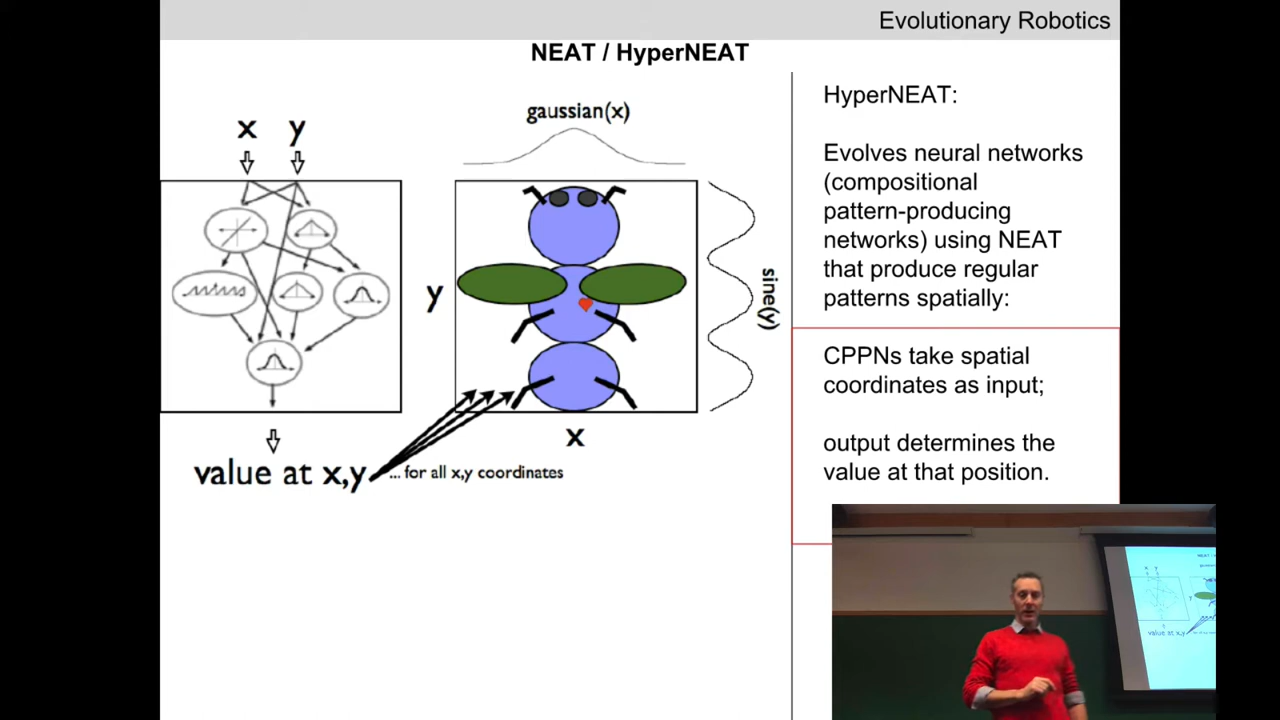 Evolutionary Robotics
NEAT / HyperNEAT
x y
value at x,y
gaussian(x)
y
sine(y)
x
... for all x,y coordinates
HyperNEAT:
Evolves neural networks
(compositional
pattern-producing
networks) using NEAT
that produce regular
patterns spatially:
CPPNs take spatial
coordinates as input;
output determines the
value at that position.
value at x,y